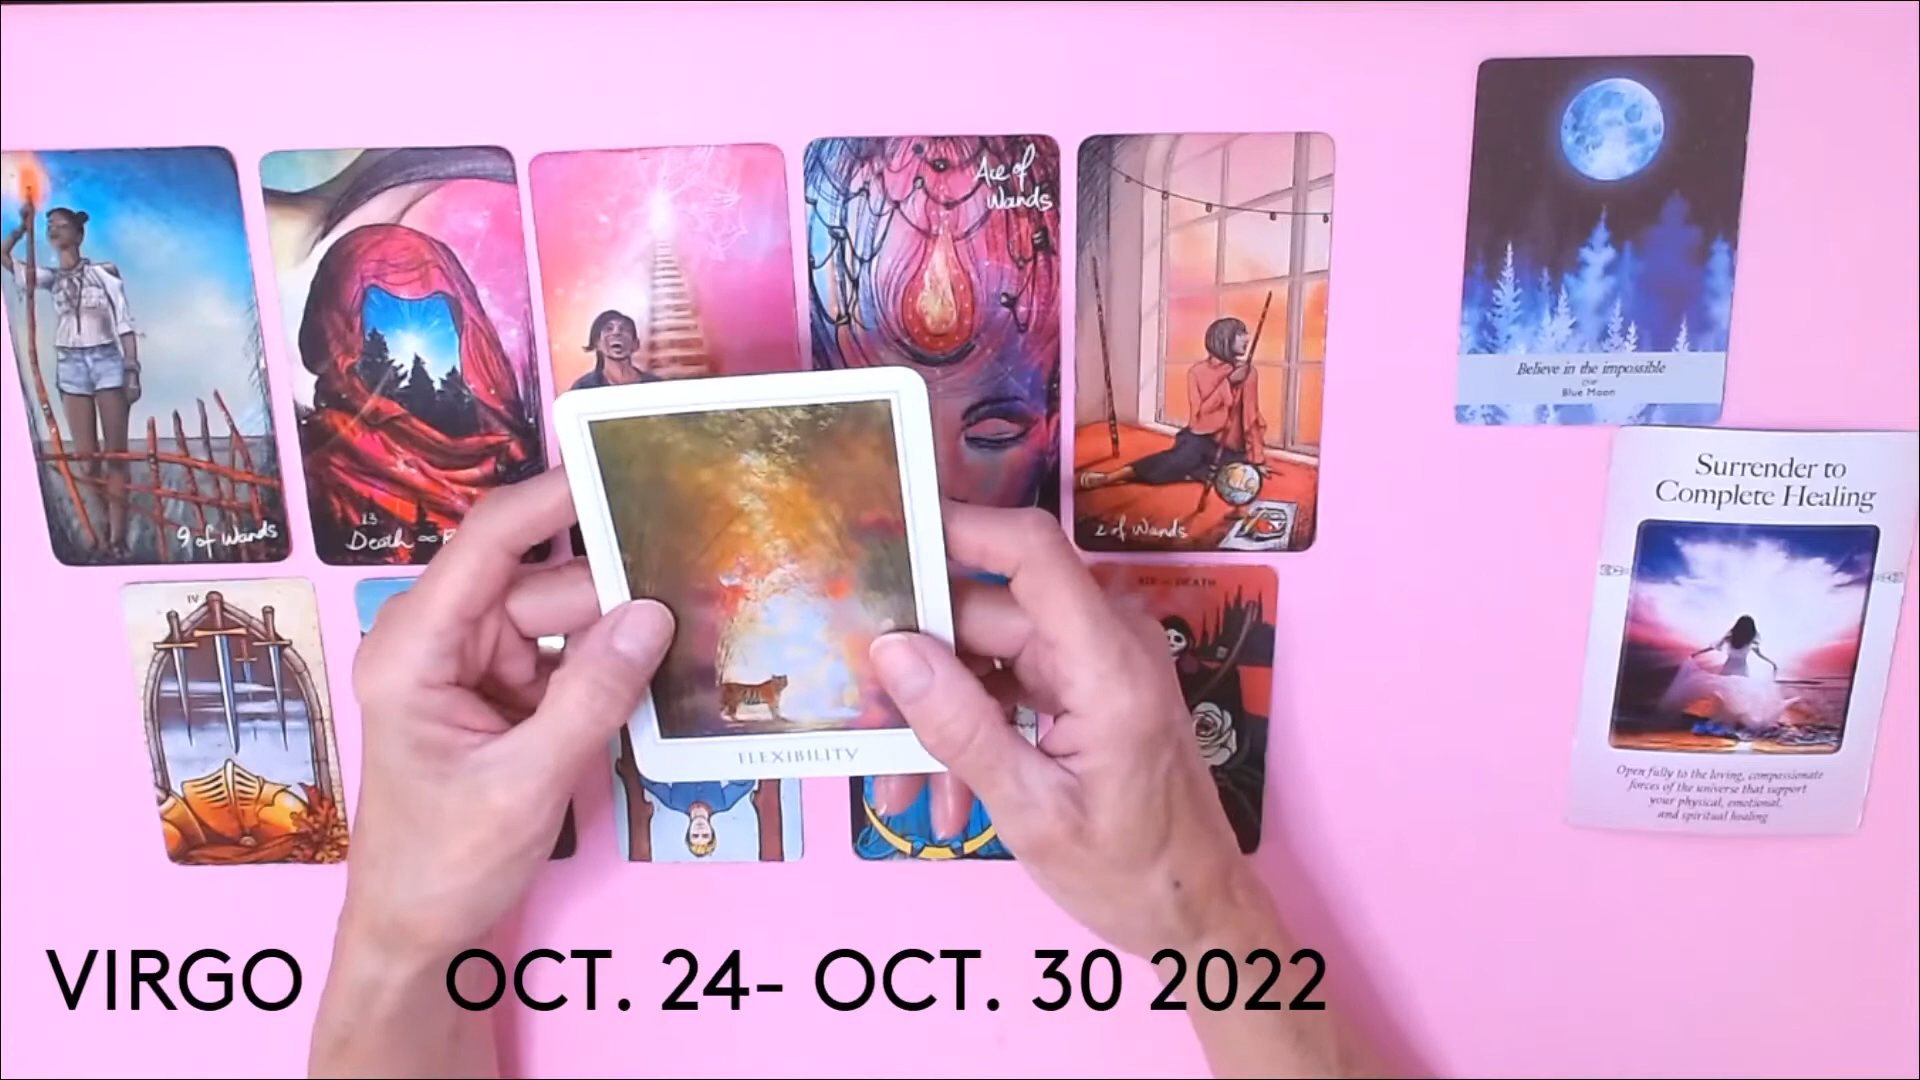 Ace of
Wands
9 of Wands
13
Death ∞
2 of Wands
Believe in the impossible
Blue Moon
Surrender to
Complete Healing
Open fully to the loving, compassionate
forces of the universe that support
your physical, emotional,
and spiritual healing
IV
DEATH
FLEXIBILITY
VIRGO OCT. 24- OCT. 30 2022